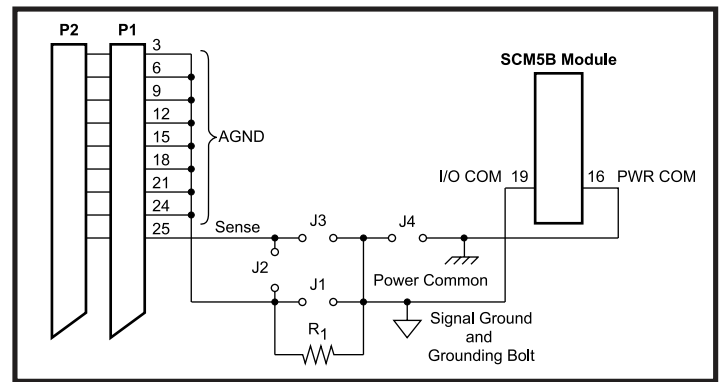 P2 P1
SCM5B Module
3
6
9
12
15
18
21
24
25
AGND
Sense
I/O COM 19
16 PWR COM
J3
J4
J2
J1
Power Common
R1
Signal Ground
and
Grounding Bolt